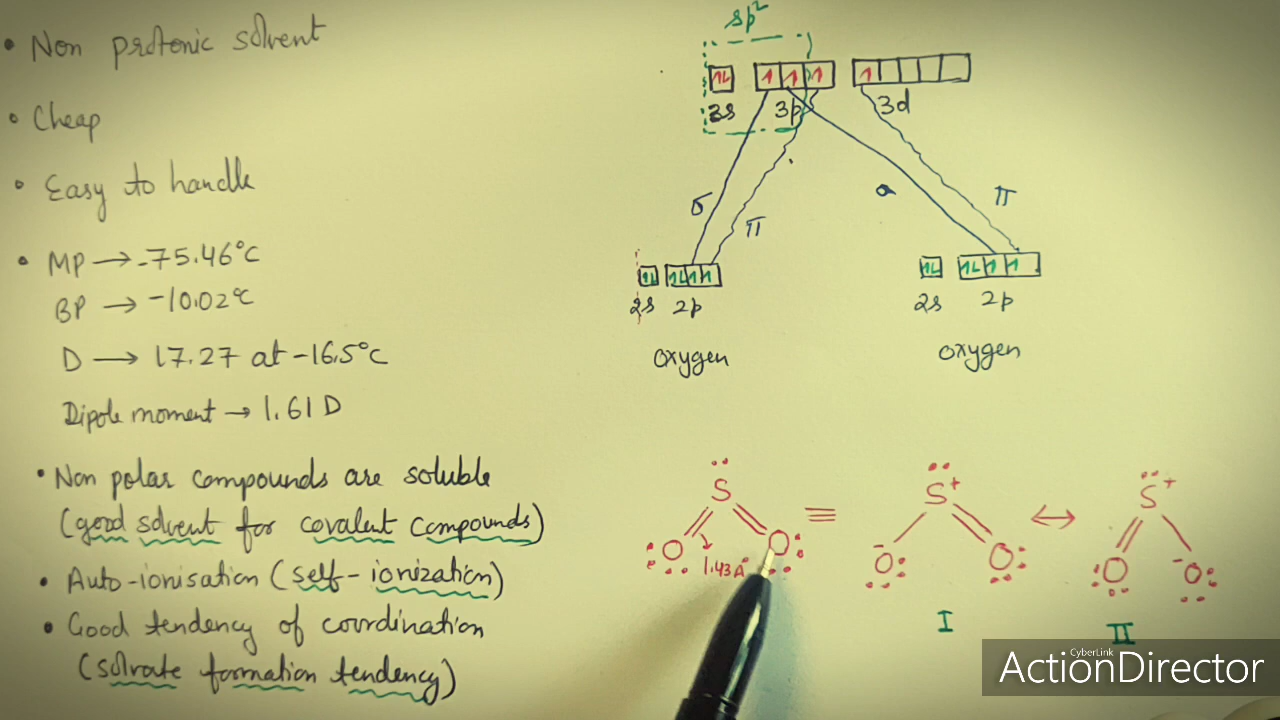 • Non protonic solvent
• Cheap
• Easy to handle
• MP → -75.46°C
BP → -10.02°C
D → 17.27 at -16.5°C
Dipole moment → 1.61 D
• Non polar compounds are soluble
(good solvent for covalent compounds)
• Auto-ionisation (self-ionization)
• Good tendency of coordination
(solvate formation tendency)
sp²
3s 3p 3d
σ π σ π
2s 2p
oxygen
2s 2p
oxygen
S ≡ S⁺ ↔ S⁺
O O ⁻O O O ⁻O
1.43A°
I II
CyberLink
ActionDirector